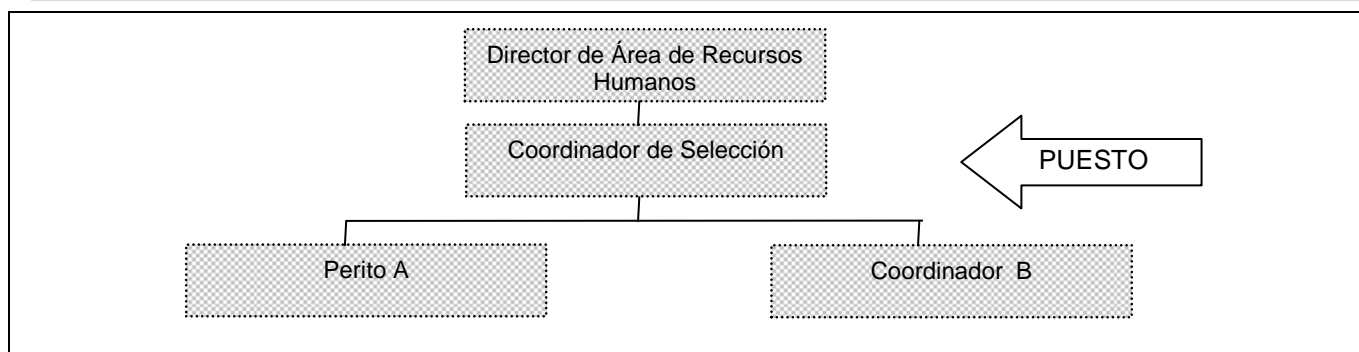 Director de Área de Recursos
Humanos
Coordinador de Selección
PUESTO
Perito A
Coordinador B